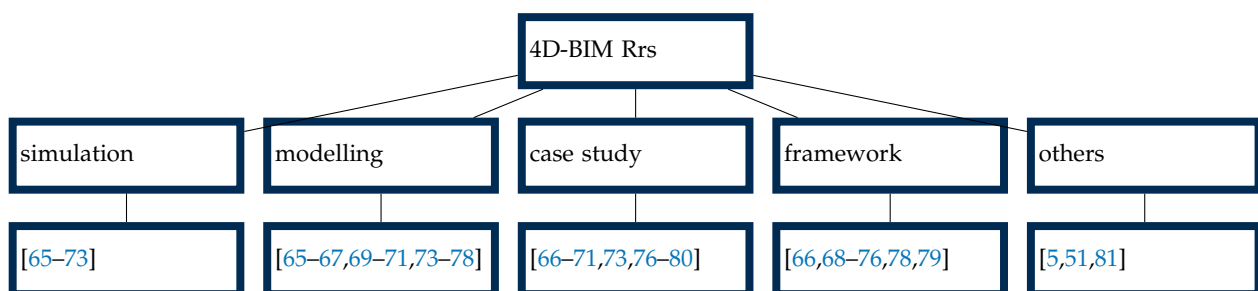 4D-BIM Rrs
simulation
modelling
case study
framework
others
[65–73]
[65–67,69–71,73–78]
[66–71,73,76–80]
[66,68–76,78,79]
[5,51,81]